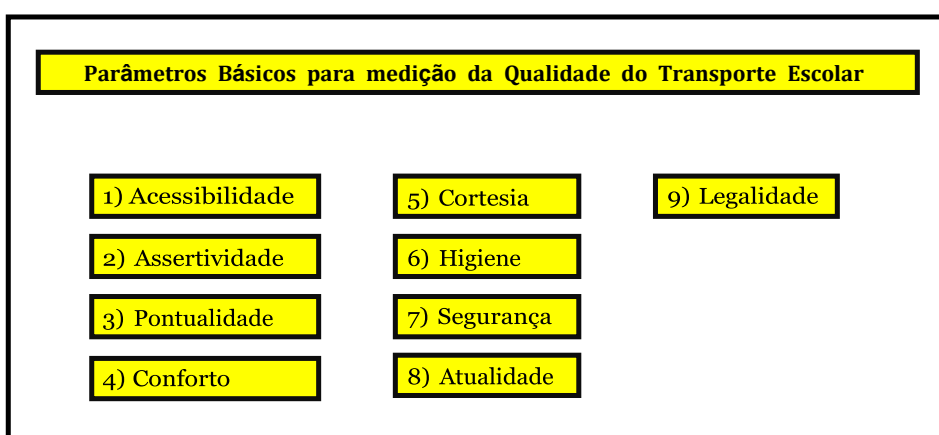 Parâmetros Básicos para medição da Qualidade do Transporte Escolar
1) Acessibilidade
2) Assertividade
3) Pontualidade
4) Conforto
5) Cortesia
6) Higiene
7) Segurança
8) Atualidade
9) Legalidade